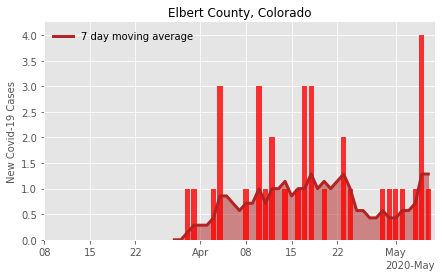 Elbert County, Colorado
7 day moving average
New Covid-19 Cases
4.0
3.5
3.0
2.5
2.0
1.5
1.0
0.5
0.0
08 15 22 Apr 08 15 22 May
2020-May